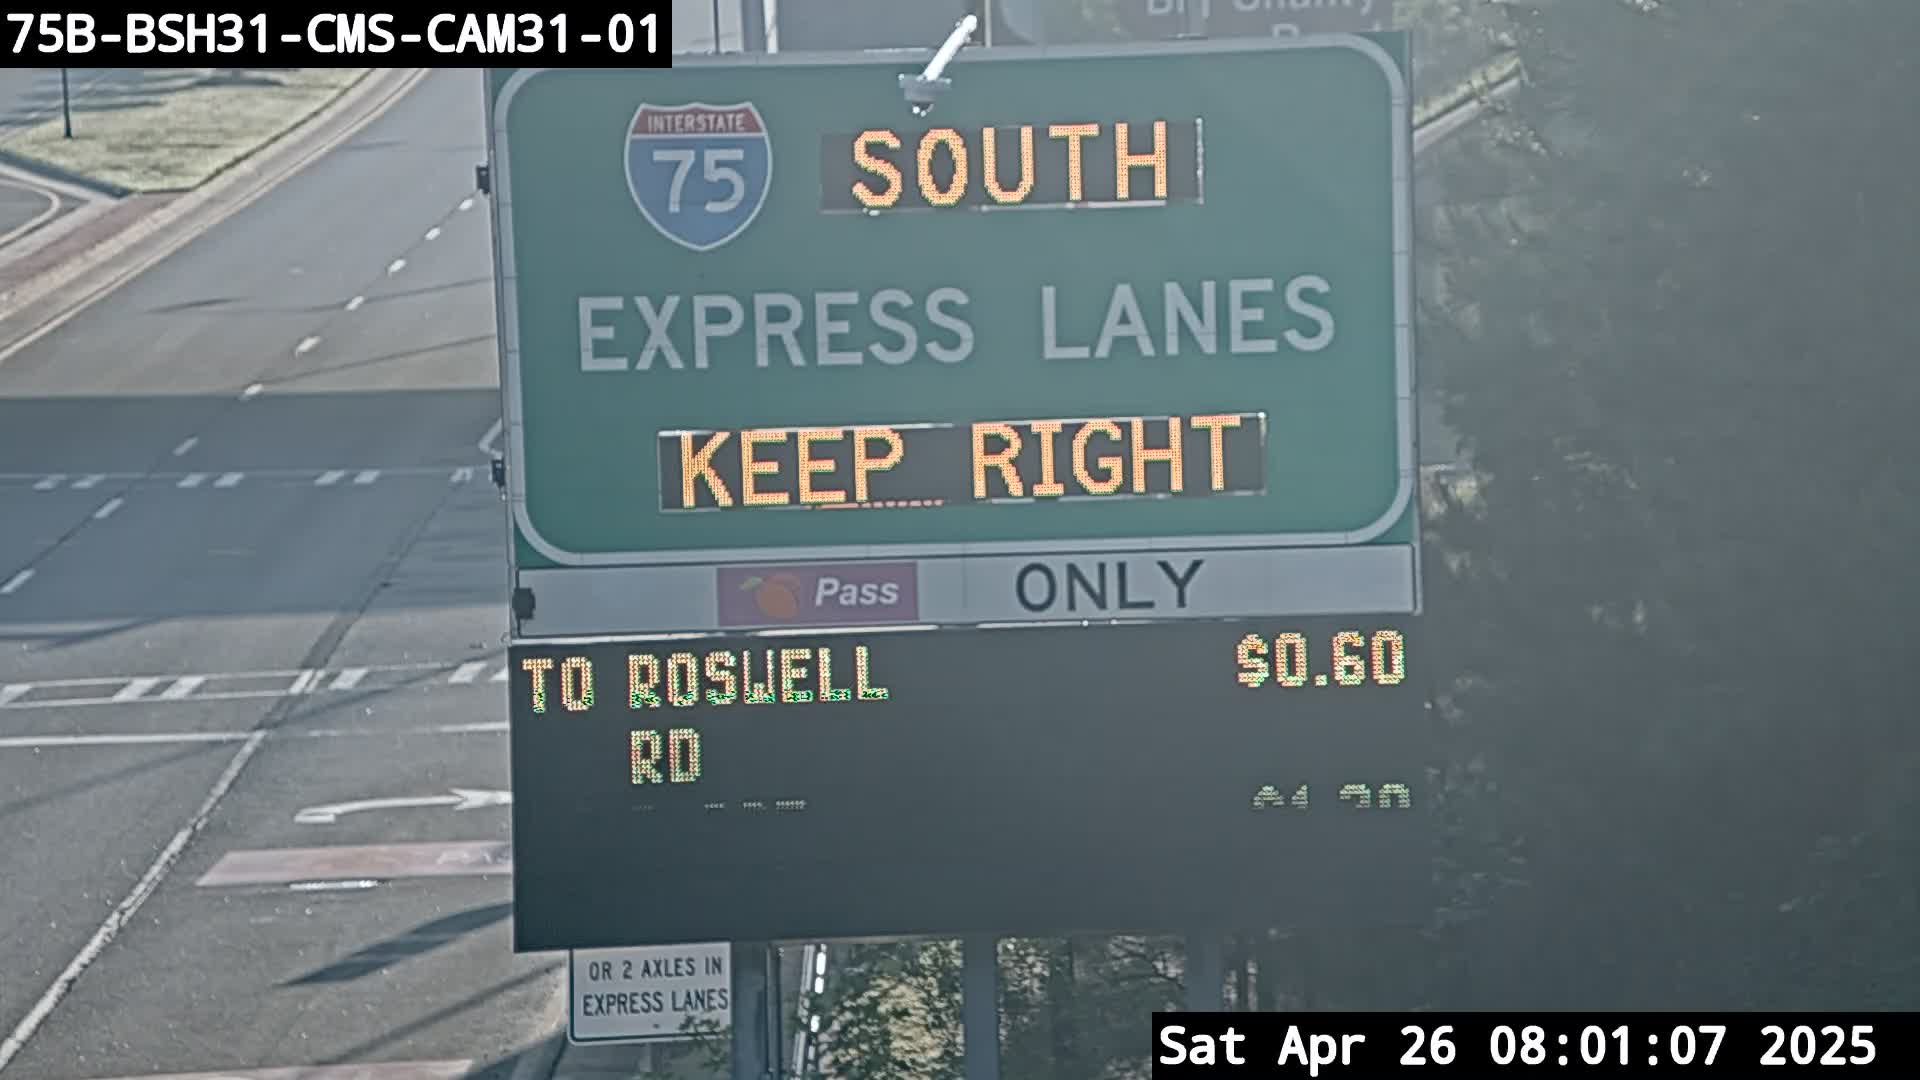 75B-BSH31-CMS-CAM31-01
INTERSTATE
75
SOUTH
EXPRESS LANES
KEEP RIGHT
Pass ONLY
TO ROSWELL $0.60
RD
OR 2 AXLES IN
EXPRESS LANES
Sat Apr 26 08:01:07 2025